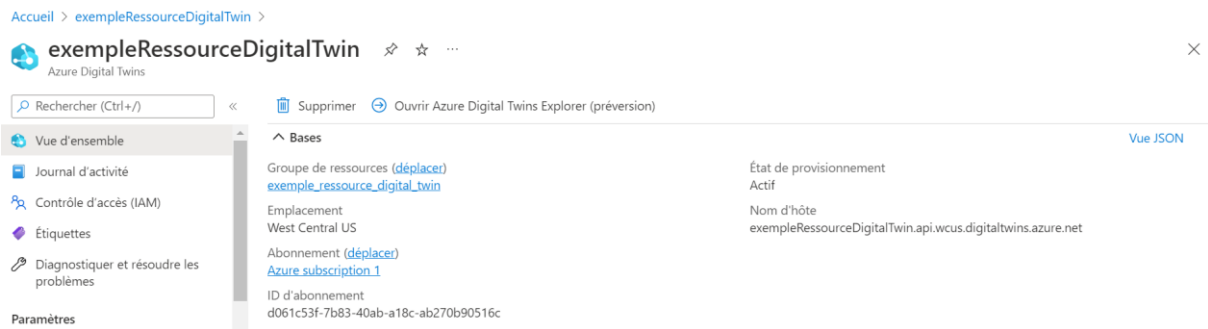 Accueil > exempleRessourceDigitalTwin >
exempleRessourceDigitalTwin
Azure Digital Twins
Rechercher (Ctrl+/)
Supprimer
Ouvrir Azure Digital Twins Explorer (préversion)
Vue d'ensemble
Journal d'activité
Contrôle d'accès (IAM)
Étiquettes
Diagnostiquer et résoudre les
problèmes
Paramètres
Bases
Vue JSON
Groupe de ressources (déplacer)
exemple_ressource_digital_twin
Emplacement
West Central US
Abonnement (déplacer)
Azure subscription 1
ID d'abonnement
d061c53f-7b83-40ab-a18c-ab270b90516c
État de provisionnement
Actif
Nom d'hôte
exempleRessourceDigitalTwin.api.wcus.digitaltwins.azure.net